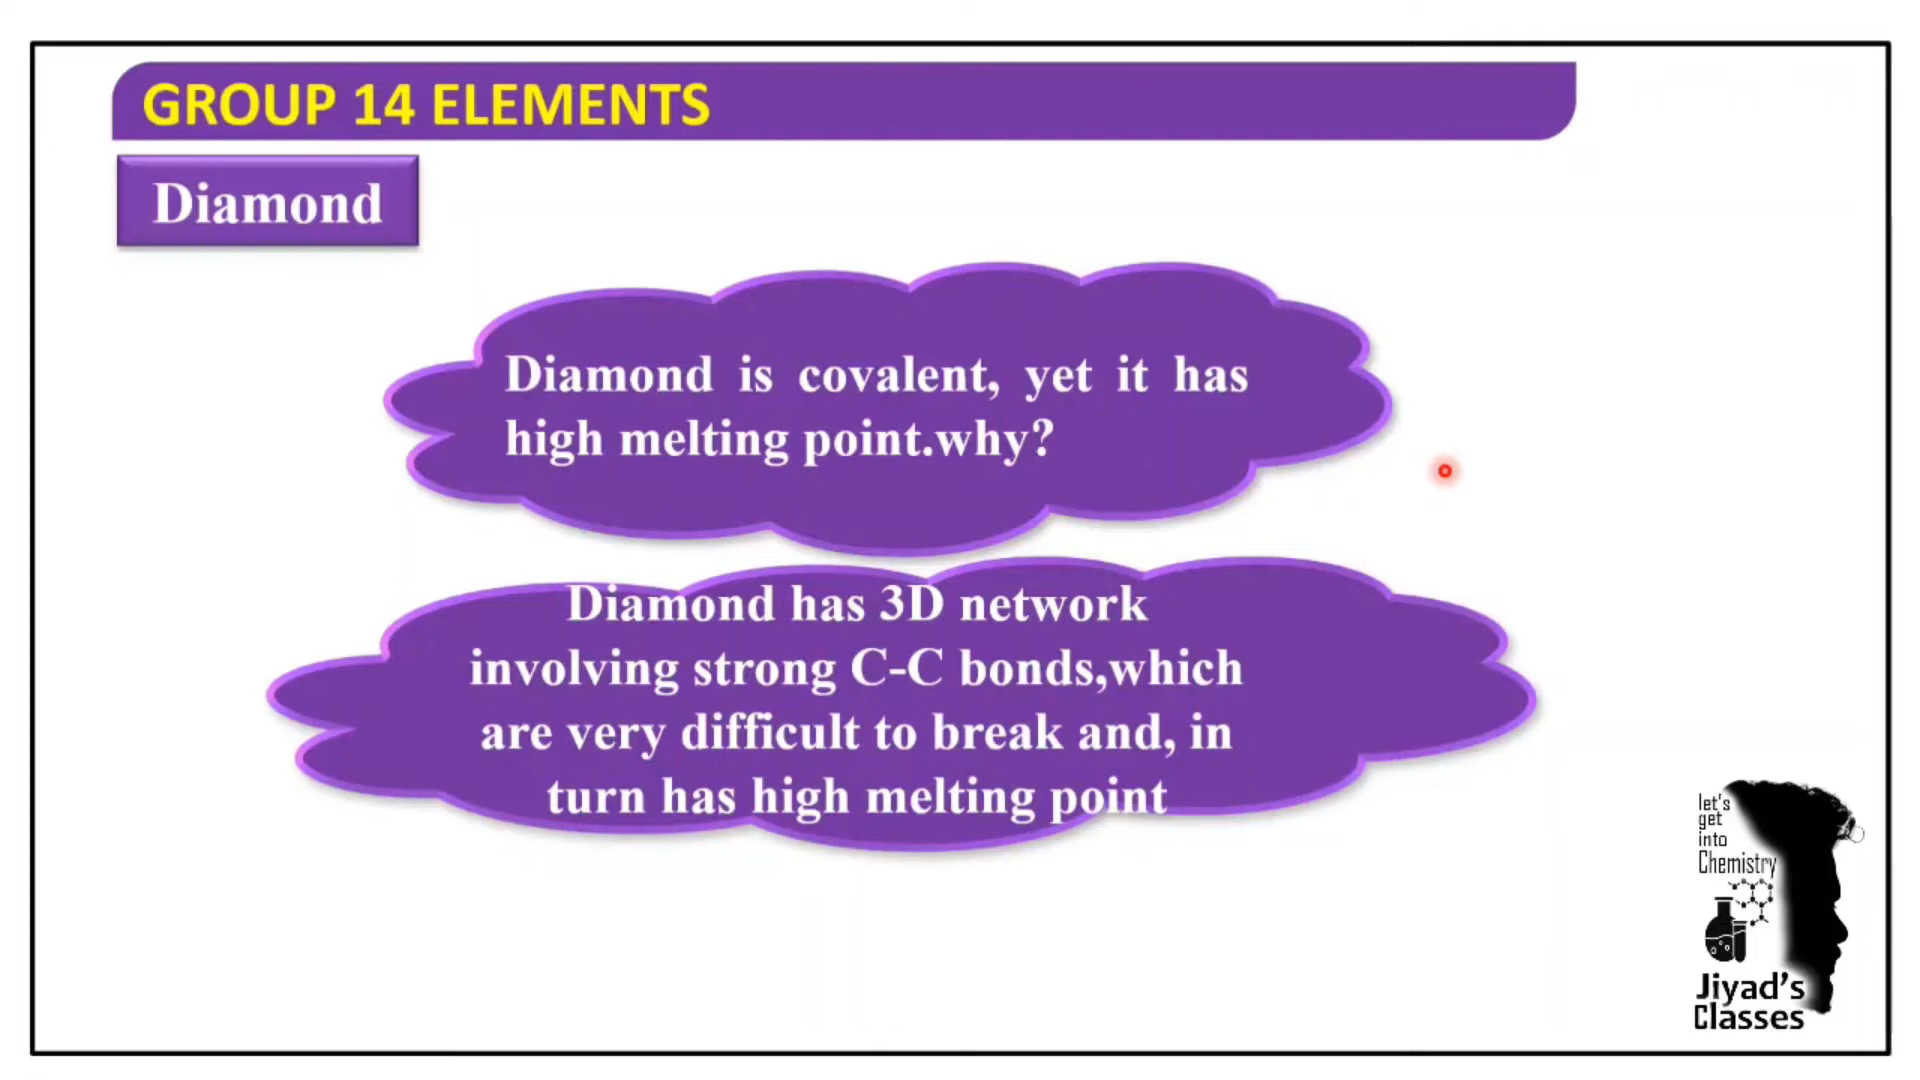 GROUP 14 ELEMENTS
Diamond
Diamond is covalent, yet it has
high melting point.why?
Diamond has 3D network
involving strong C-C bonds,which
are very difficult to break and, in
turn has high melting point
let's
get
into
Chemistry
Jiyad's
Classes